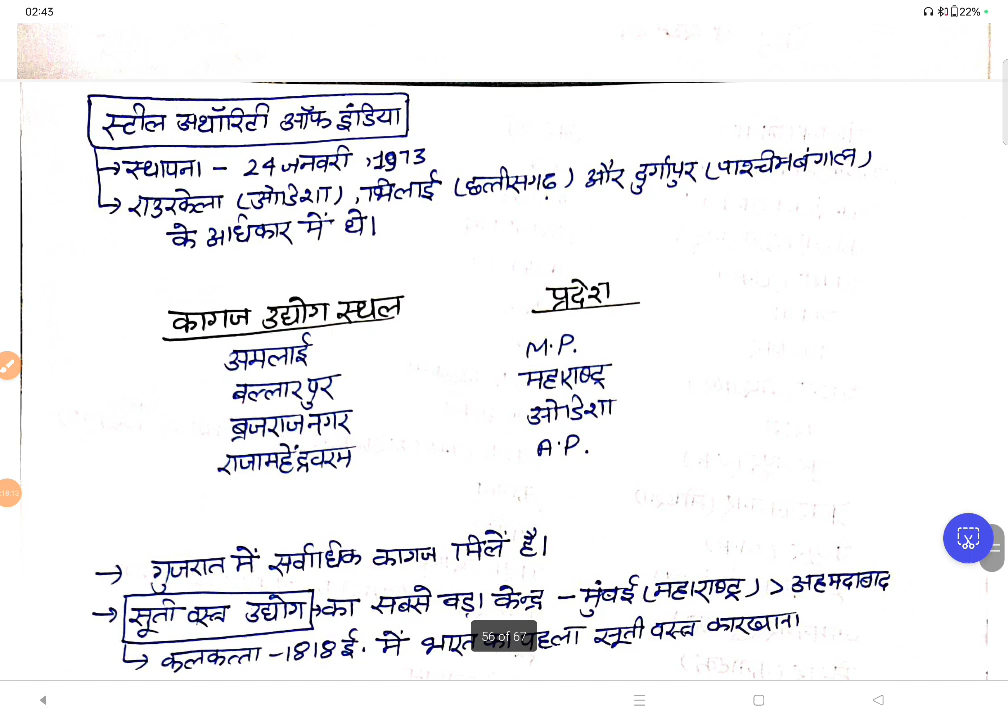 02:43
22%
स्टील अथॉरिटी ऑफ इंडिया
→ स्थापना - 24 जनवरी, 1973
→ राउरकेला (ओडिशा), भिलाई (छत्तीसगढ़) और दुर्गापुर (पश्चिम बंगाल)
के अधिकार में थे।
कागज उद्योग स्थल प्रदेश
अमलाई M.P.
बल्लारपुर महाराष्ट्र
ब्रजराजनगर ओडिशा
राजामहेंद्रवरम A.P.
→ गुजरात में सर्वाधिक कागज मिलें है।
→ सूती वस्त्र उद्योग → का सबसे बड़ा केन्द्र - मुंबई (महाराष्ट्र) > अहमदाबाद
→ कलकत्ता - 1818 ई. में भारत का पहला सूती वस्त्र कारखाना
56 of 67